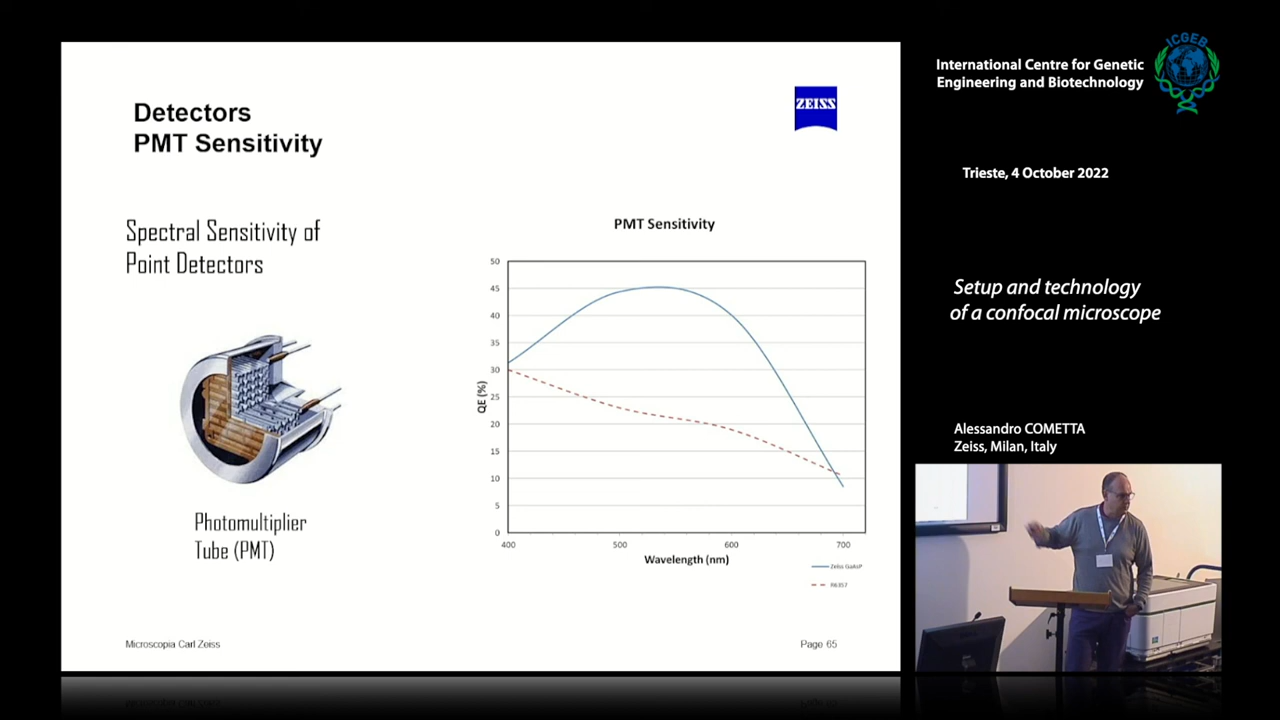 Detectors
PMT Sensitivity
ZEISS
Spectral Sensitivity of
Point Detectors
Photomultiplier
Tube (PMT)
PMT Sensitivity
50
45
40
35
30
25
20
15
10
5
0
QE (%)
400
500
600
700
Wavelength (nm)
Zeiss GaAsP
R6357
Microscopia Carl Zeiss
Page 65
International Centre for Genetic
Engineering and Biotechnology
ICGEB
Trieste, 4 October 2022
Setup and technology
of a confocal microscope
Alessandro COMETTA
Zeiss, Milan, Italy